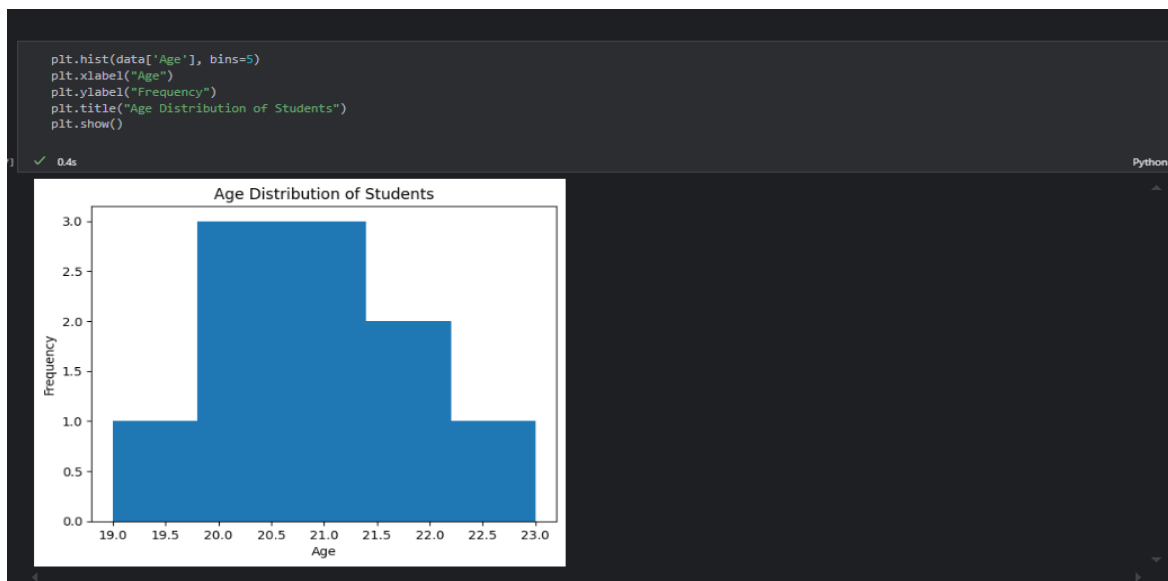 plt.hist(data['Age'], bins=5)
plt.xlabel("Age")
plt.ylabel("Frequency")
plt.title("Age Distribution of Students")
plt.show()
0.4s
Python
Age Distribution of Students
3.0
2.5
2.0
1.5
1.0
0.5
0.0
Frequency
19.0 19.5 20.0 20.5 21.0 21.5 22.0 22.5 23.0
Age